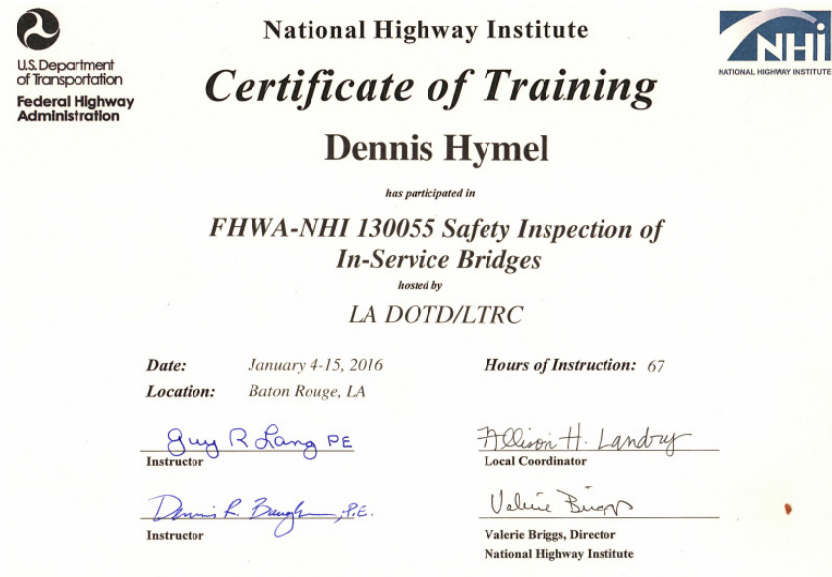 U.S. Department
of Transportation
Federal Highway
Administration
National Highway Institute
NHi
NATIONAL HIGHWAY INSTITUTE
Certificate of Training
Dennis Hymel
has participated in
FHWA-NHI 130055 Safety Inspection of
In-Service Bridges
hosted by
LA DOTD/LTRC
Date: January 4-15, 2016
Hours of Instruction: 67
Location: Baton Rouge, LA
Guy R Lang PE
Instructor
Allison H. Landry
Local Coordinator
Dennis R. , P.E.
Instructor
Valerie Briggs
Valerie Briggs, Director
National Highway Institute